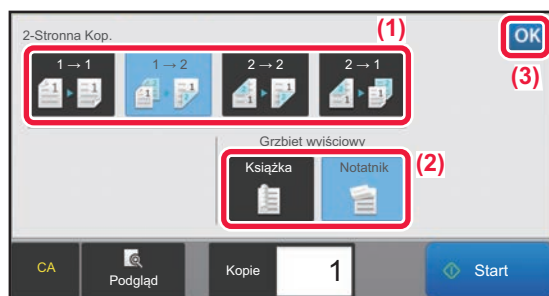 2-Stronna Kop.
(1)
OK
(3)
1 → 1
1 → 2
2 → 2
2 → 1
Grzbiet wyjściowy
Książka
Notatnik
(2)
CA
Podgląd
Kopie
1
Start